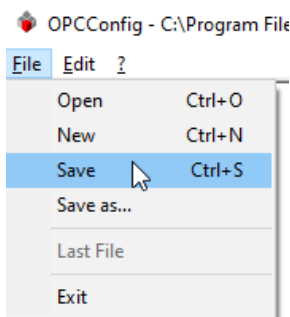 OPCConfig - C:\Program File
File Edit ?
Open Ctrl+O
New Ctrl+N
Save Ctrl+S
Save as...
Last File
Exit